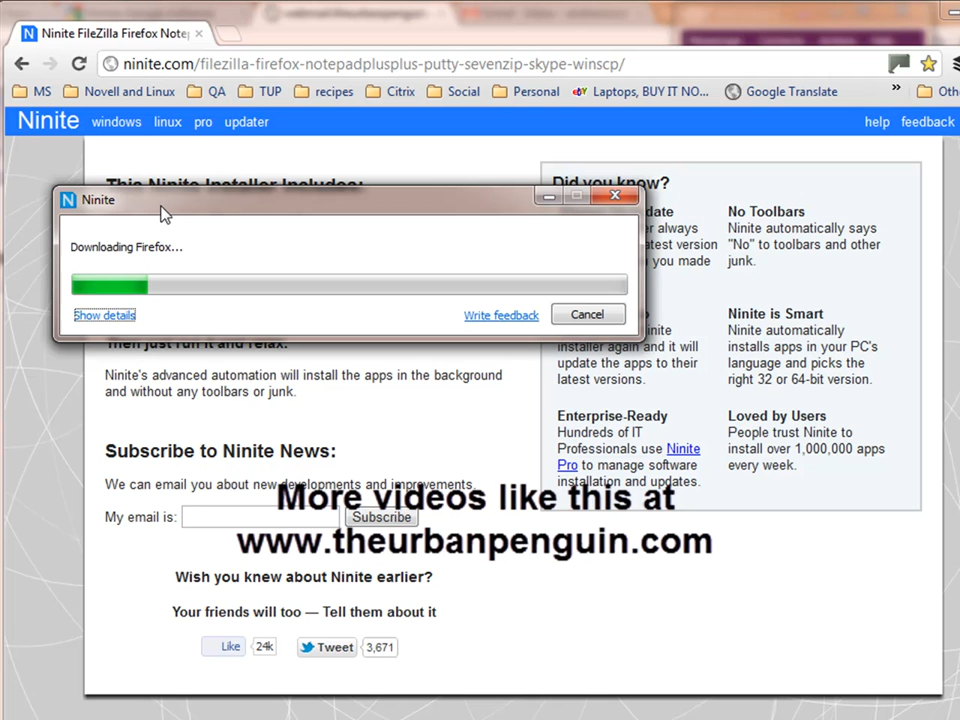 Ninite FileZilla Firefox Note
ninite.com/filezilla-firefox-notepadplusplus-putty-sevenzip-skype-winscp/
MS
Novell and Linux
QA
TUP
recipes
Citrix
Social
Personal
Laptops, BUY IT NO...
Google Translate
»
Ninite windows linux pro updater
help feedback
This Ninite Installer Includes:
Did you know?
Ninite
Downloading Firefox...
Show details
Write feedback
Cancel
No Toolbars
Ninite automatically says
"No" to toolbars and other
junk.
installer again and it will
update the apps to their
latest versions.
Ninite is Smart
Ninite automatically
installs apps in your PC's
language and picks the
right 32 or 64-bit version.
Then just run it and relax.
Ninite's advanced automation will install the apps in the background
and without any toolbars or junk.
Enterprise-Ready
Hundreds of IT
Professionals use Ninite
Pro to manage software
installation and updates.
Loved by Users
People trust Ninite to
install over 1,000,000 apps
every week.
Subscribe to Ninite News:
We can email you about new developments and improvements.
My email is:
Subscribe
More videos like this at
www.theurbanpenguin.com
Wish you knew about Ninite earlier?
Your friends will too — Tell them about it
Like 24k
Tweet 3,671